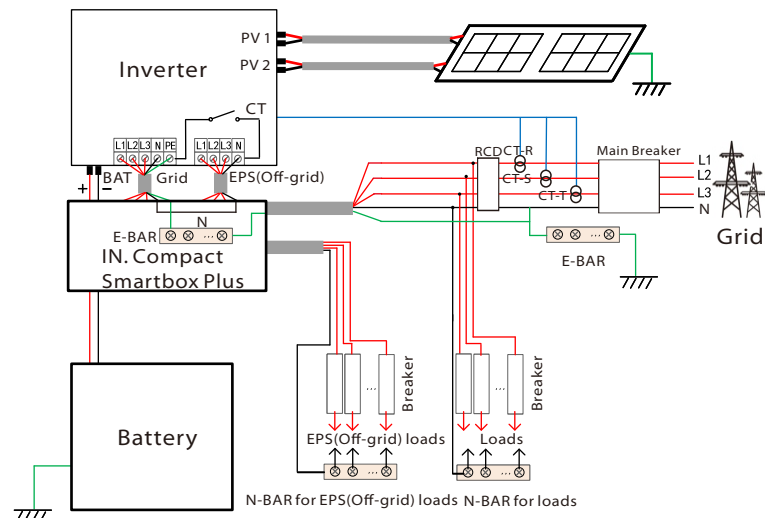 PV 1
PV 2
Inverter
CT
L1 L2 L3 N PE
L1 L2 L3 N
+ BAT –
Grid
EPS(Off-grid)
RCD
CT-R
CT-S
CT-T
Main Breaker
L1
L2
L3
N
Grid
N
E-BAR
...
IN. Compact
Smartbox Plus
...
E-BAR
...
Breaker
...
Breaker
Battery
EPS(Off-grid) loads
Loads
...
...
N-BAR for EPS(Off-grid) loads
N-BAR for loads